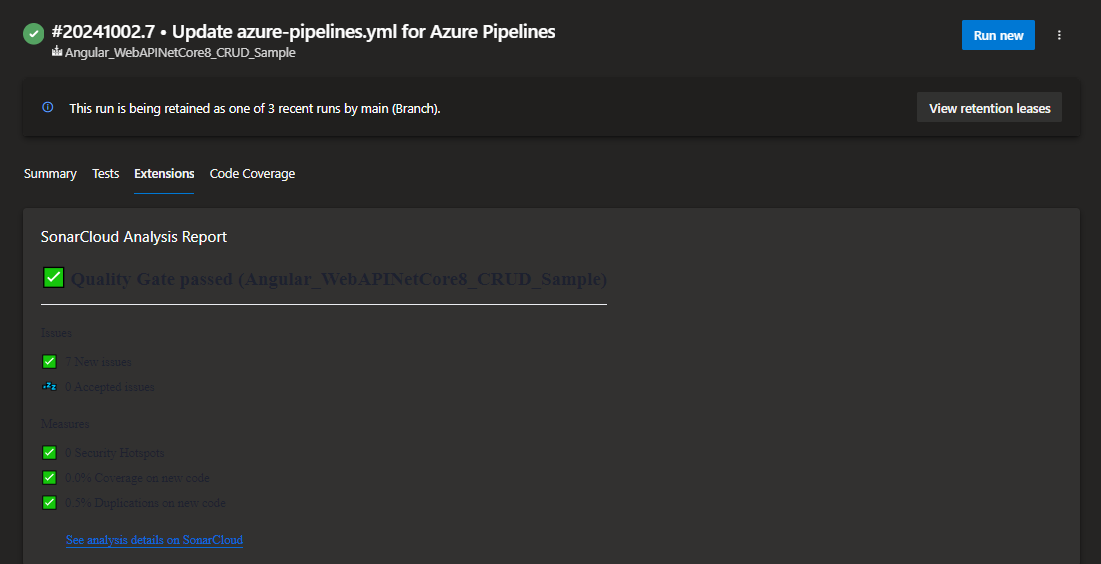 #20241002.7 • Update azure-pipelines.yml for Azure Pipelines
Angular_WebAPINetCore8_CRUD_Sample
Run new
This run is being retained as one of 3 recent runs by main (Branch).
View retention leases
Summary Tests Extensions Code Coverage
SonarCloud Analysis Report
Quality Gate passed (Angular_WebAPINetCore8_CRUD_Sample)
Issues
7 New issues
0 Accepted issues
Measures
0 Security Hotspots
0.0% Coverage on new code
0.5% Duplications on new code
See analysis details on SonarCloud